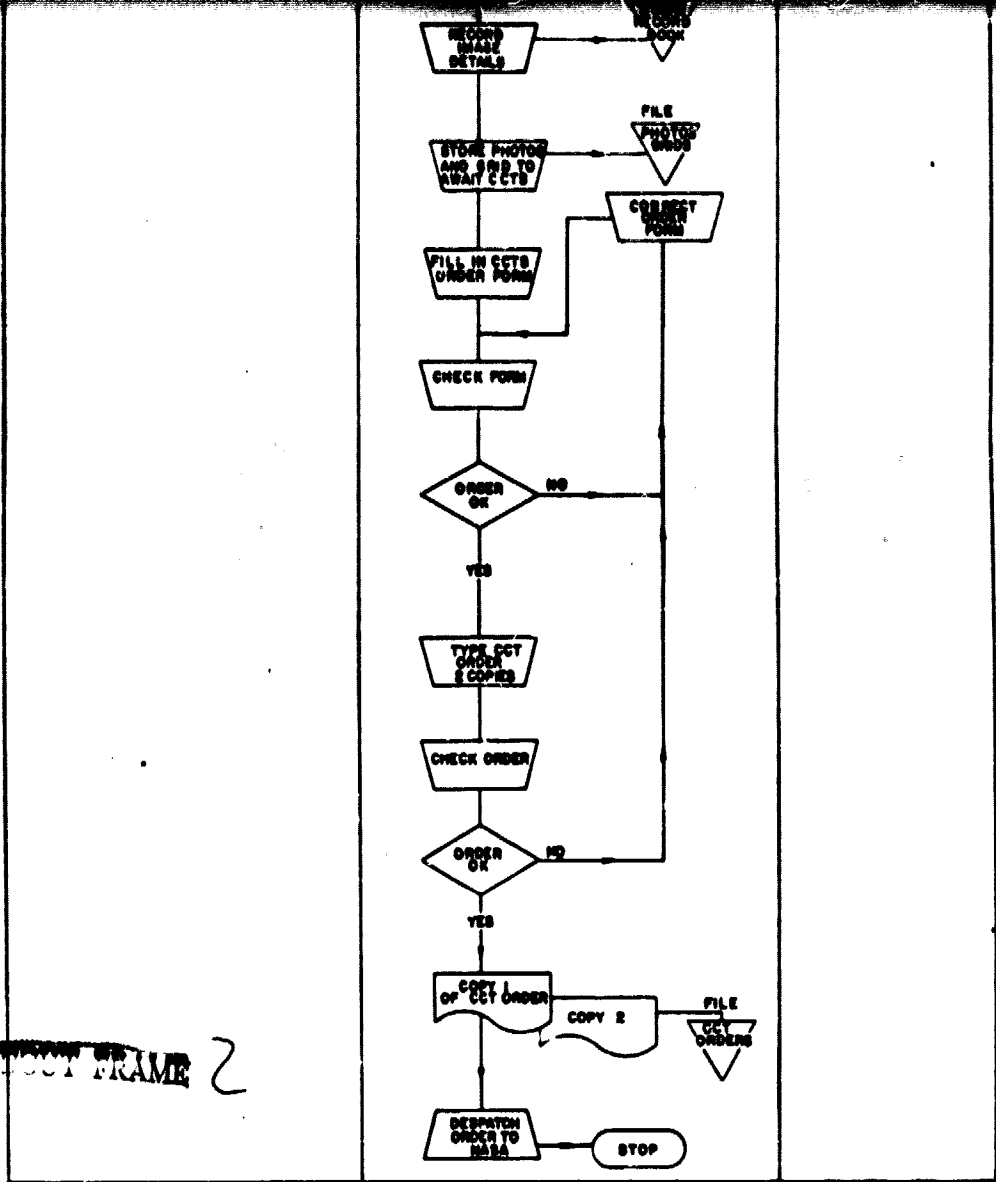 RECORD
IMAGE
DETAILS
RECORD
BOOK
STORE PHOTOS
AND GRID TO
AWAIT CCTS
FILE
PHOTOS
GRIDS
CORRECT
ORDER
FORM
FILL IN CCTS
ORDER FORM
CHECK FORM
ORDER
OK
NO
YES
TYPE CCT
ORDER
2 COPIES
CHECK ORDER
ORDER
OK
NO
YES
COPY 1
OF CCT ORDER
COPY 2
FILE
CCT
ORDERS
FRAME 2
DESPATCH
ORDER TO
NASA
STOP